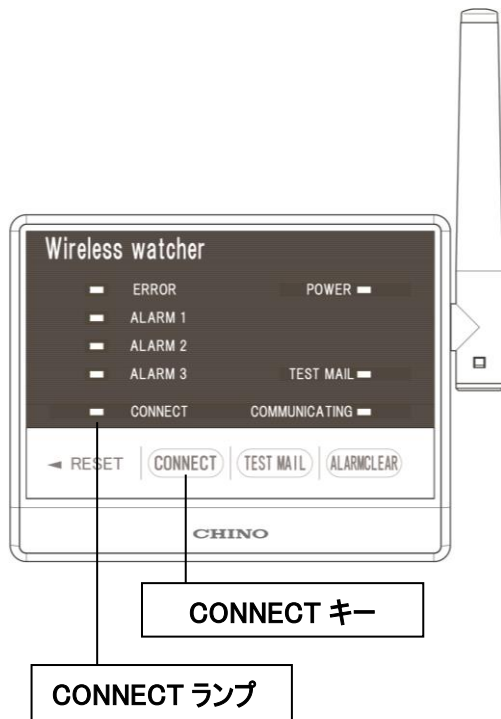 Wireless watcher
ERROR POWER
ALARM 1
ALARM 2
ALARM 3 TEST MAIL
CONNECT COMMUNICATING
◄ RESET CONNECT TEST MAIL ALARMCLEAR
CHINO
CONNECT キー
CONNECT ランプ